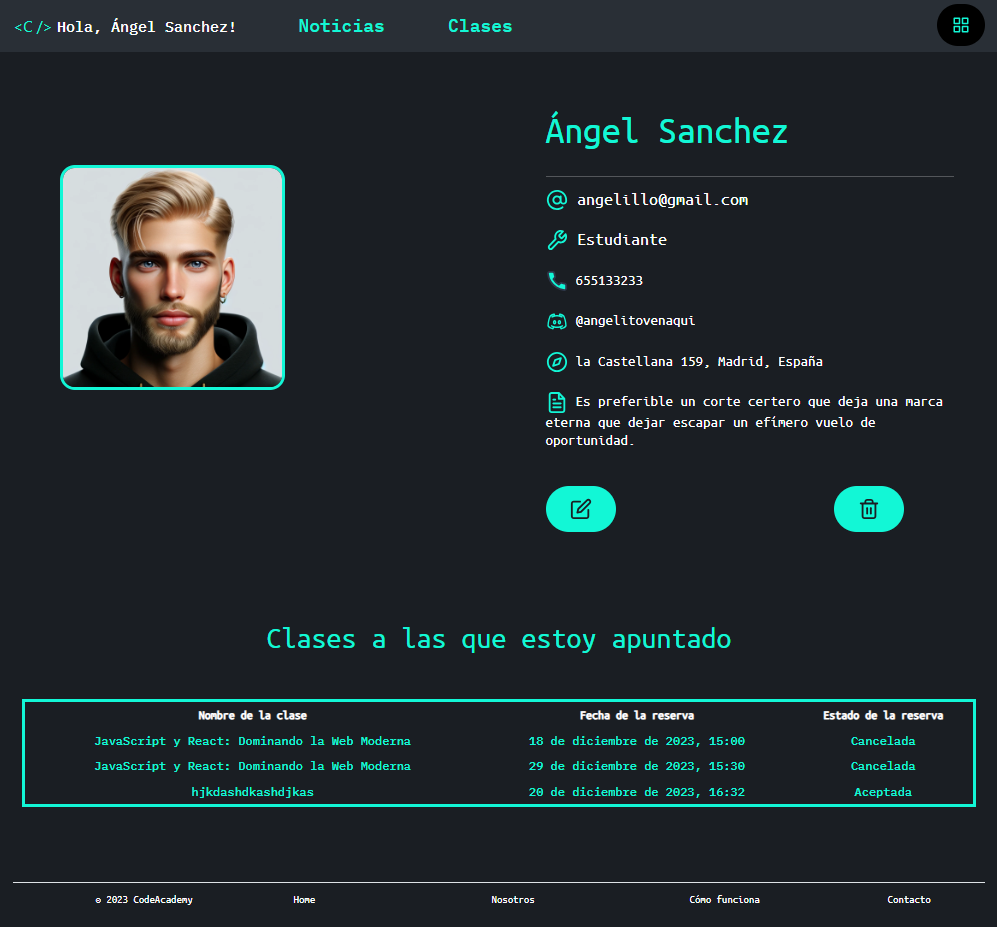 <C /> Hola, Ángel Sanchez! Noticias Clases
Ángel Sanchez
angelillo@gmail.com
Estudiante
655133233
@angelitovenaqui
la Castellana 159, Madrid, España
Es preferible un corte certero que deja una marca
eterna que dejar escapar un efímero vuelo de
oportunidad.
Clases a las que estoy apuntado
Nombre de la clase Fecha de la reserva Estado de la reserva
JavaScript y React: Dominando la Web Moderna 18 de diciembre de 2023, 15:00 Cancelada
JavaScript y React: Dominando la Web Moderna 29 de diciembre de 2023, 15:30 Cancelada
hjkdashdkashdjkas 20 de diciembre de 2023, 16:32 Aceptada
© 2023 CodeAcademy Home Nosotros Cómo funciona Contacto